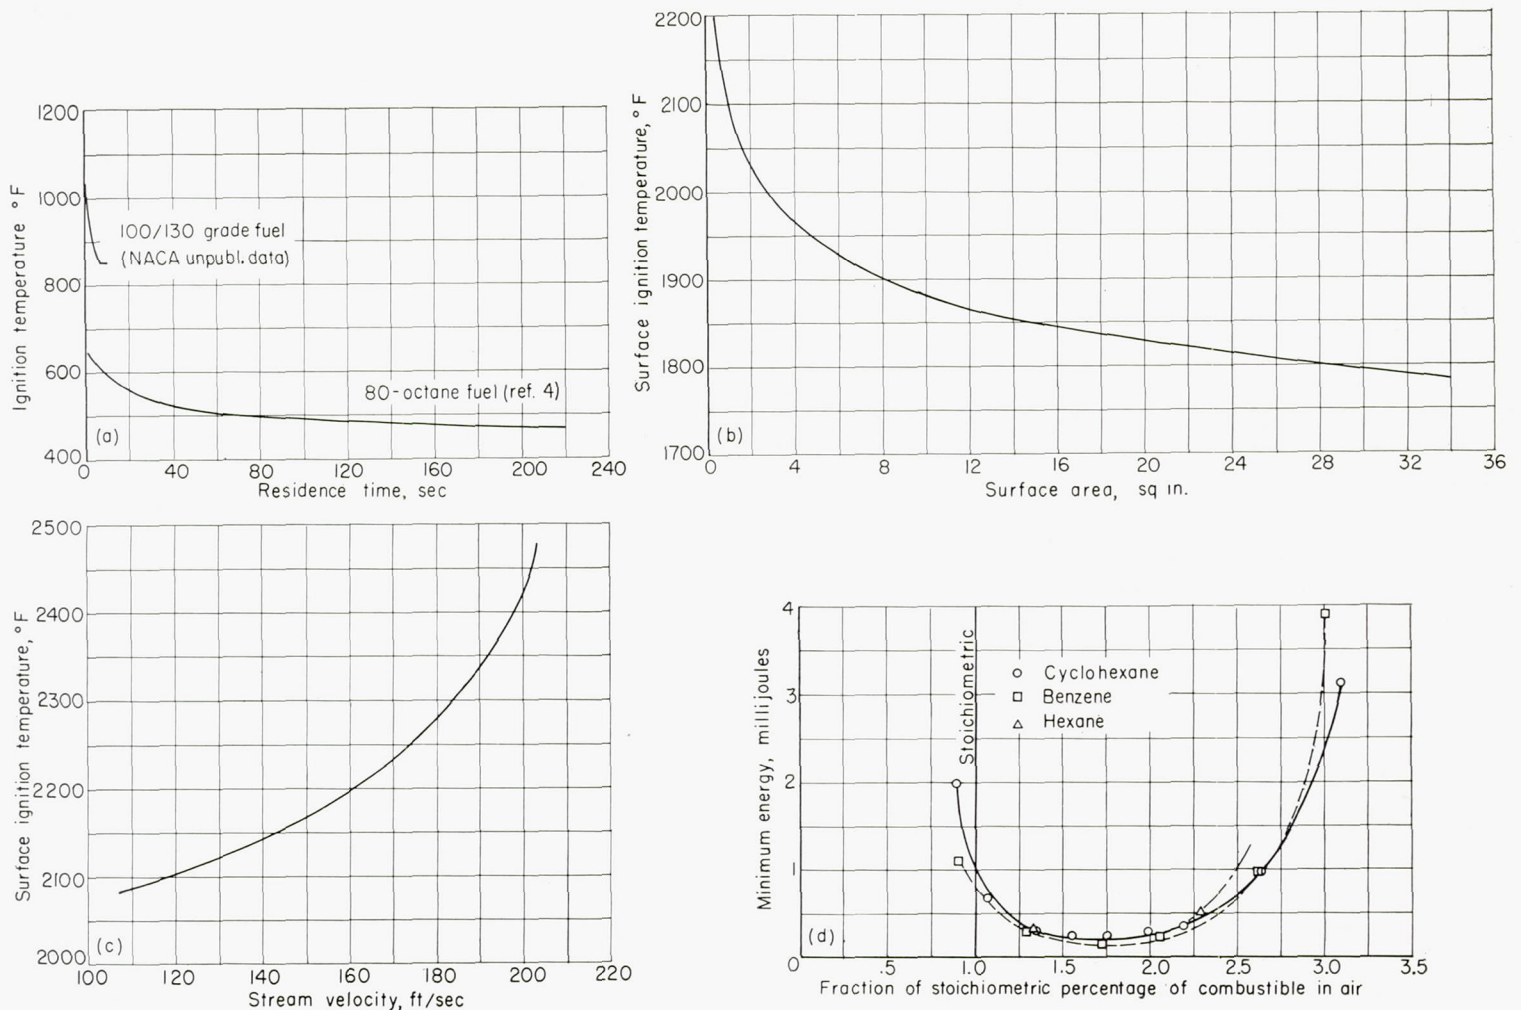 1200
1000
800
600
400
Ignition temperature °F
100/130 grade fuel
(NACA unpubl. data)
80-octane fuel (ref. 4)
(a)
0 40 80 120 160 200 240
Residence time, sec
2200
2100
2000
1900
1800
1700
Surface ignition temperature, °F
(b)
0 4 8 12 16 20 24 28 32 36
Surface area, sq in.
2500
2400
2300
2200
2100
2000
Surface ignition temperature, °F
(c)
100 120 140 160 180 200 220
Stream velocity, ft/sec
4
3
2
1
0
Minimum energy, millijoules
Stoichiometric
Cyclohexane
Benzene
Hexane
(d)
.5 1.0 1.5 2.0 2.5 3.0 3.5
Fraction of stoichiometric percentage of combustible in air